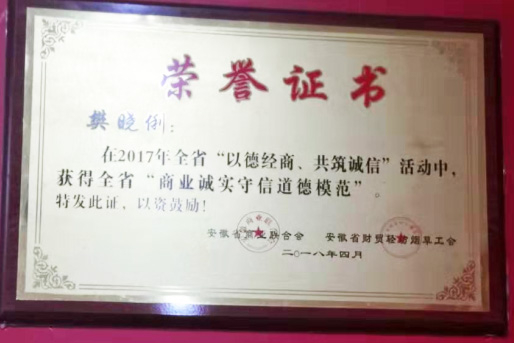 荣誉证书
樊晓俐：
在2017年全省“以德经商、共筑诚信”活动中，
获得全省“商业诚实守信道德模范”。
特发此证，以资鼓励！
安徽省商业联合会 安徽省财贸轻纺烟草工会
二〇一八年四月